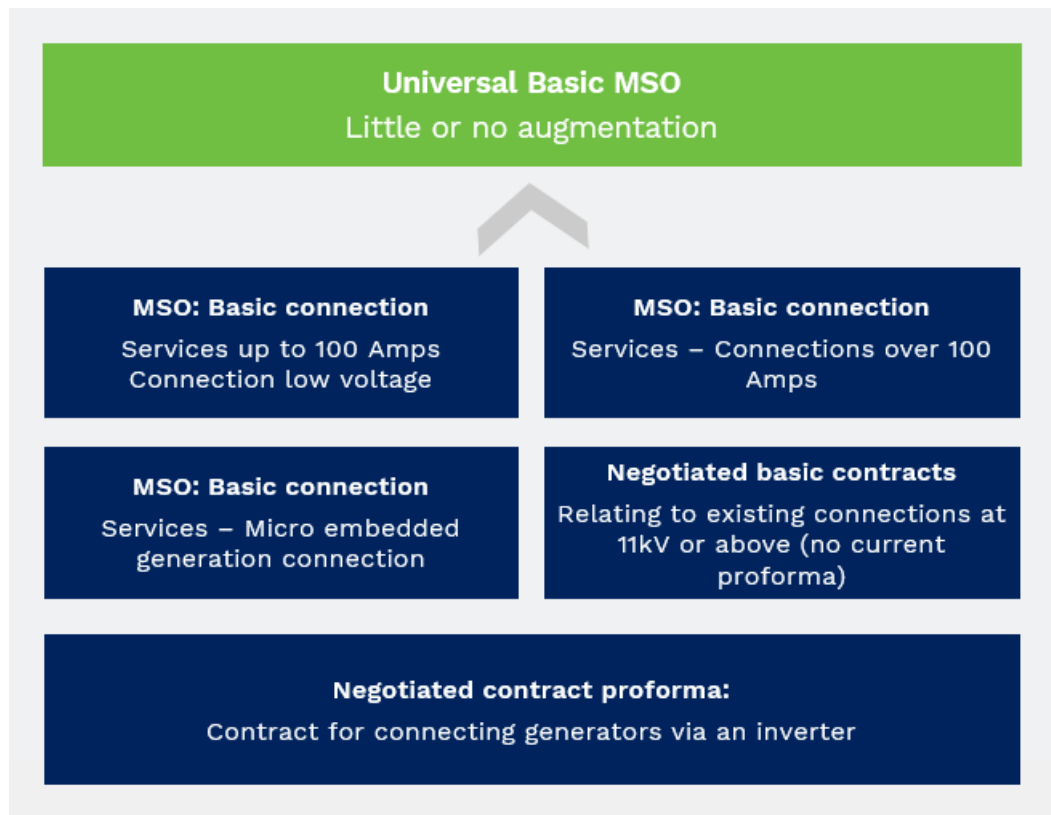 Universal Basic MSO
Little or no augmentation
MSO: Basic connection
Services up to 100 Amps
Connection low voltage
MSO: Basic connection
Services – Connections over 100
Amps
MSO: Basic connection
Services – Micro embedded
generation connection
Negotiated basic contracts
Relating to existing connections at
11kV or above (no current
proforma)
Negotiated contract proforma:
Contract for connecting generators via an inverter